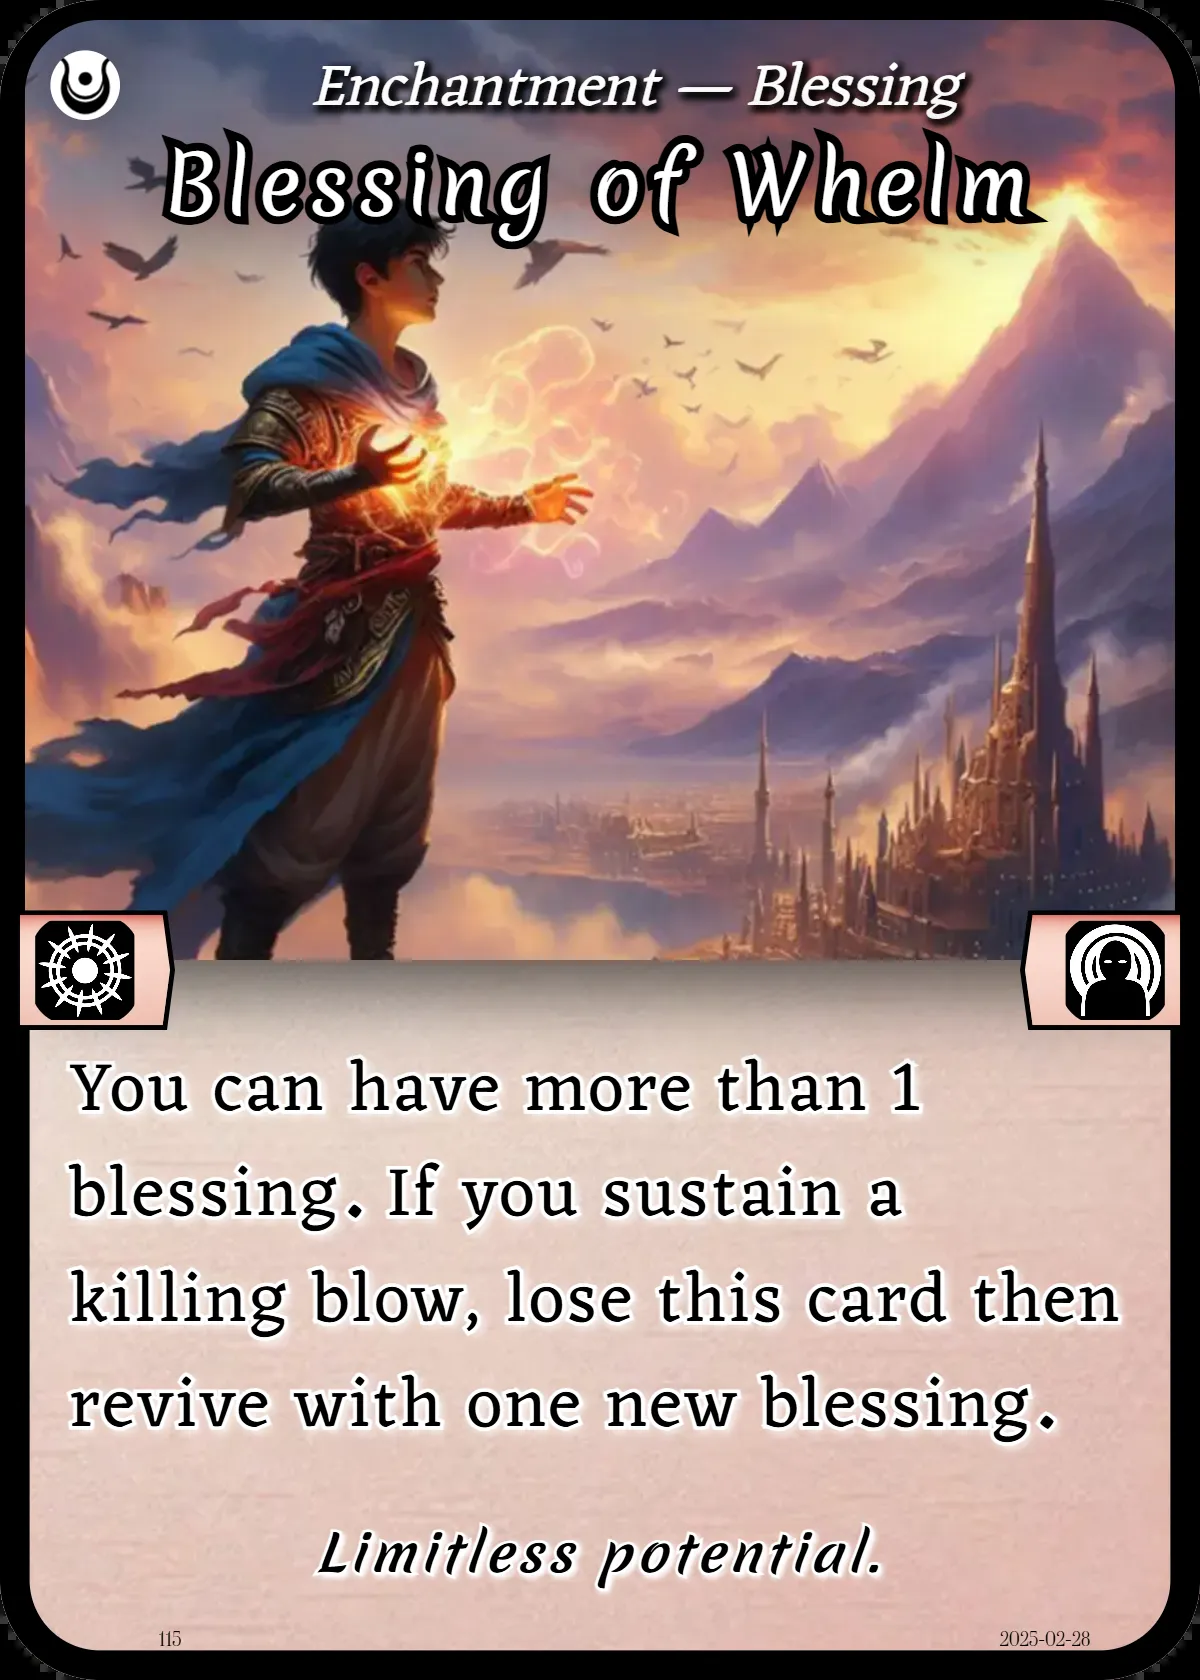 Enchantment — Blessing
Blessing of Whelm
You can have more than 1
blessing. If you sustain a
killing blow, lose this card then
revive with one new blessing.
Limitless potential.
115
2025-02-28